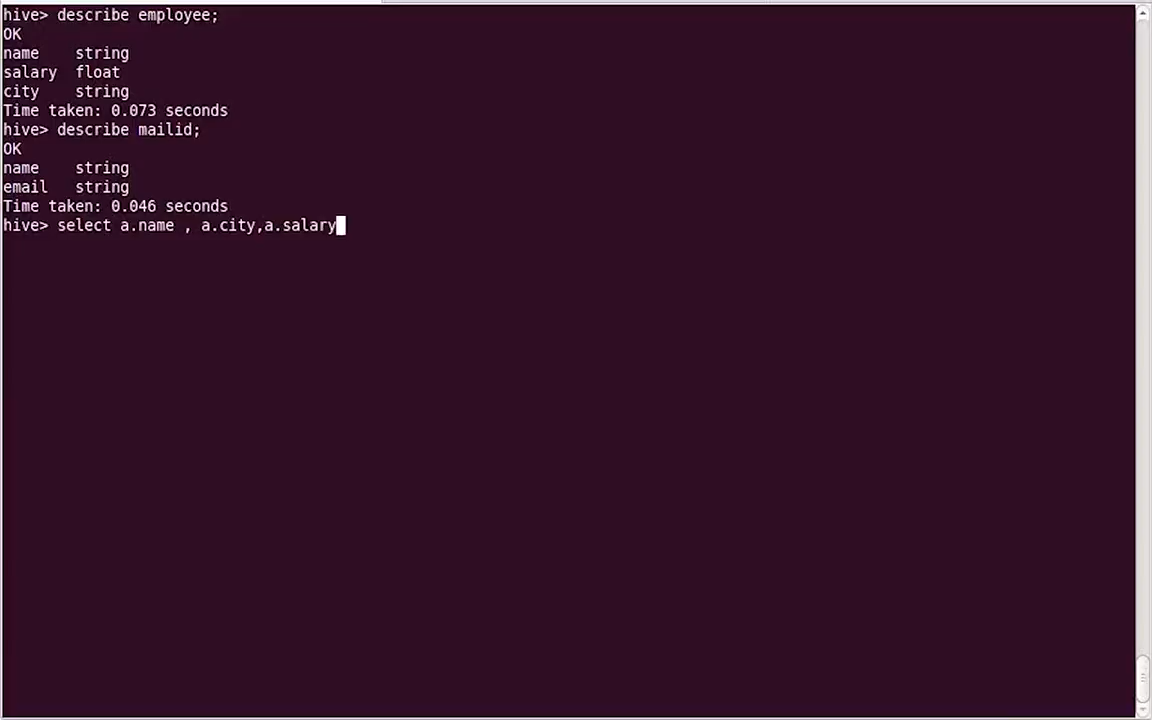 hive> describe employee;
OK
name    string
salary  float
city    string
Time taken: 0.073 seconds
hive> describe mailid;
OK
name    string
email   string
Time taken: 0.046 seconds
hive> select a.name , a.city,a.salary